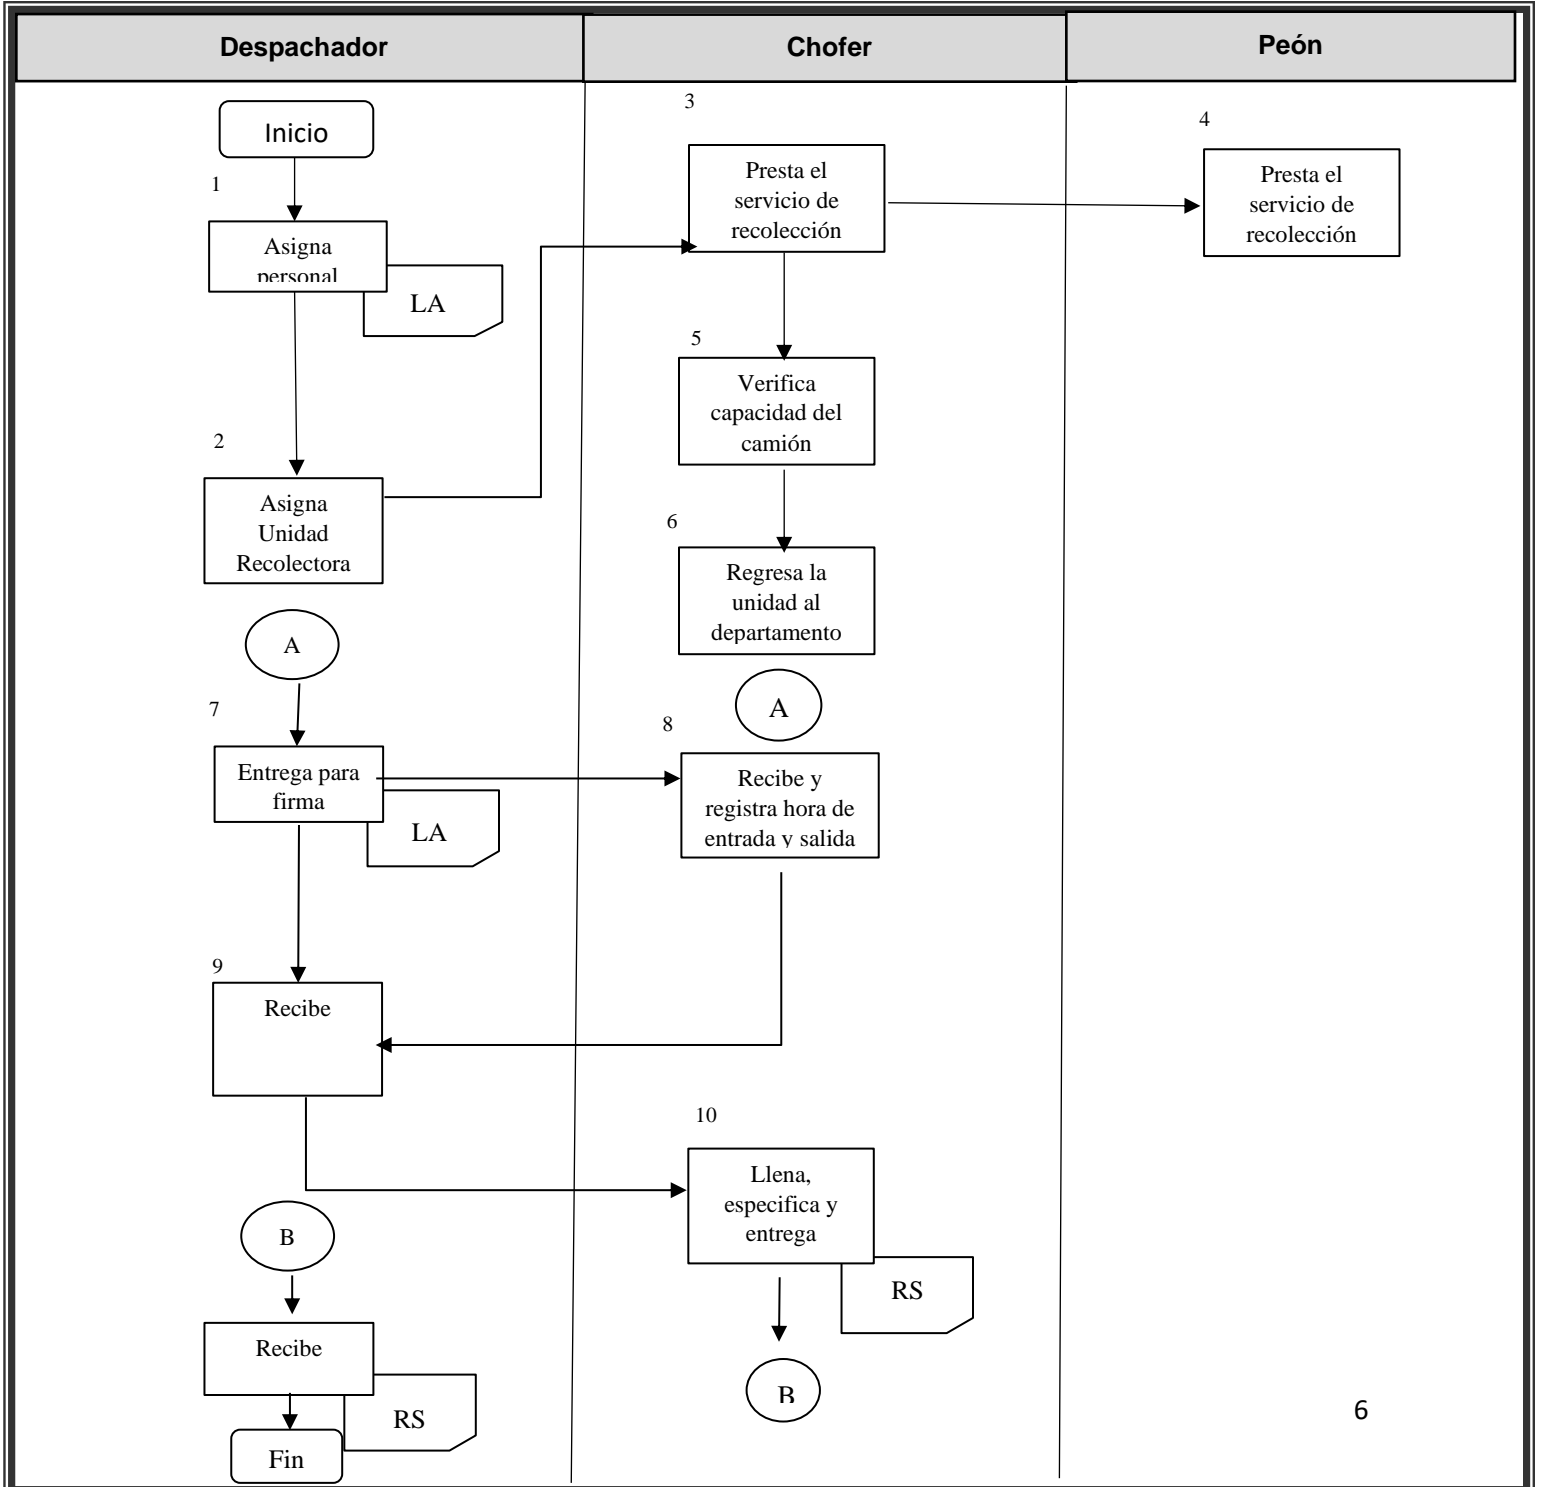 Despachador
Chofer
Peón
Inicio
1
Asigna
personal
LA
2
Asigna
Unidad
Recolectora
3
Presta el
servicio de
recolección
4
Presta el
servicio de
recolección
5
Verifica
capacidad del
camión
6
Regresa la
unidad al
departamento
A
A
7
Entrega para
firma
LA
8
Recibe y
registra hora de
entrada y salida
9
Recibe
10
Llena,
especifica y
entrega
RS
B
B
Recibe
RS
Fin
6